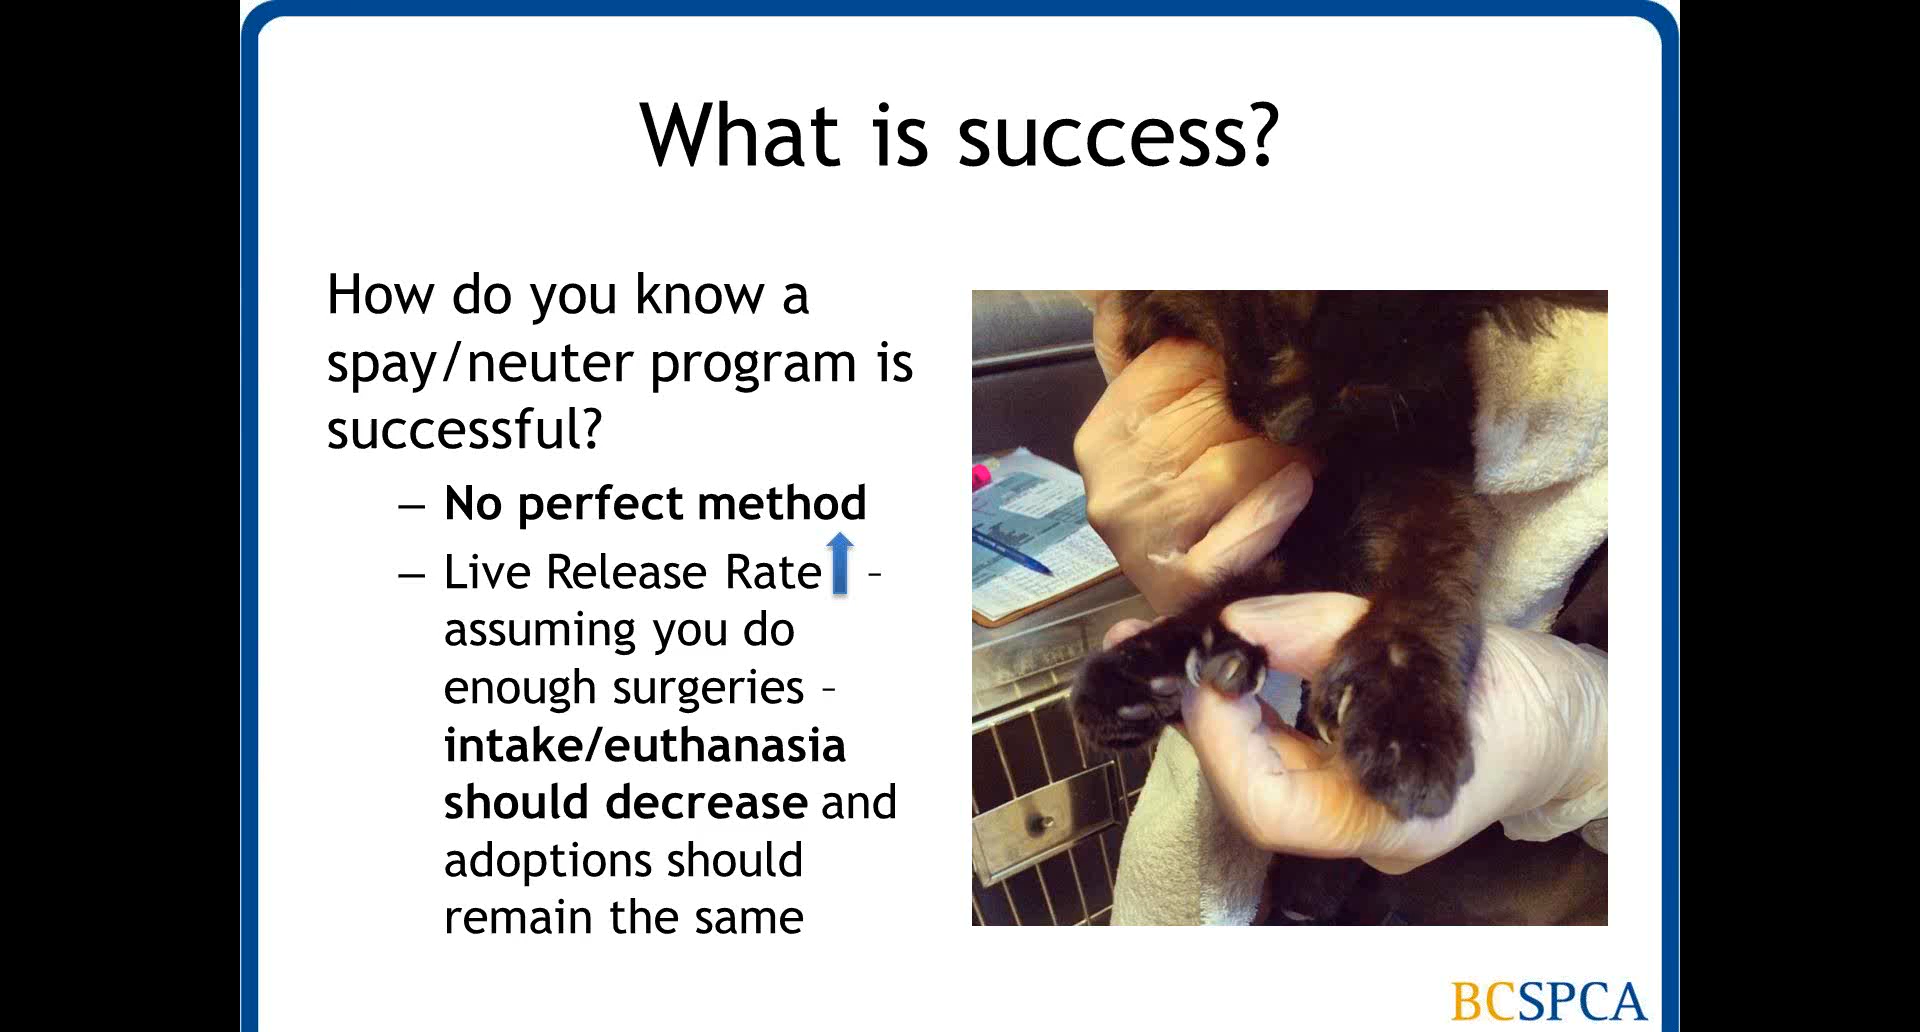 What is success?
How do you know a
spay/neuter program is
successful?
– No perfect method
– Live Release Rate –
assuming you do
enough surgeries –
intake/euthanasia
should decrease and
adoptions should
remain the same
BCSPCA